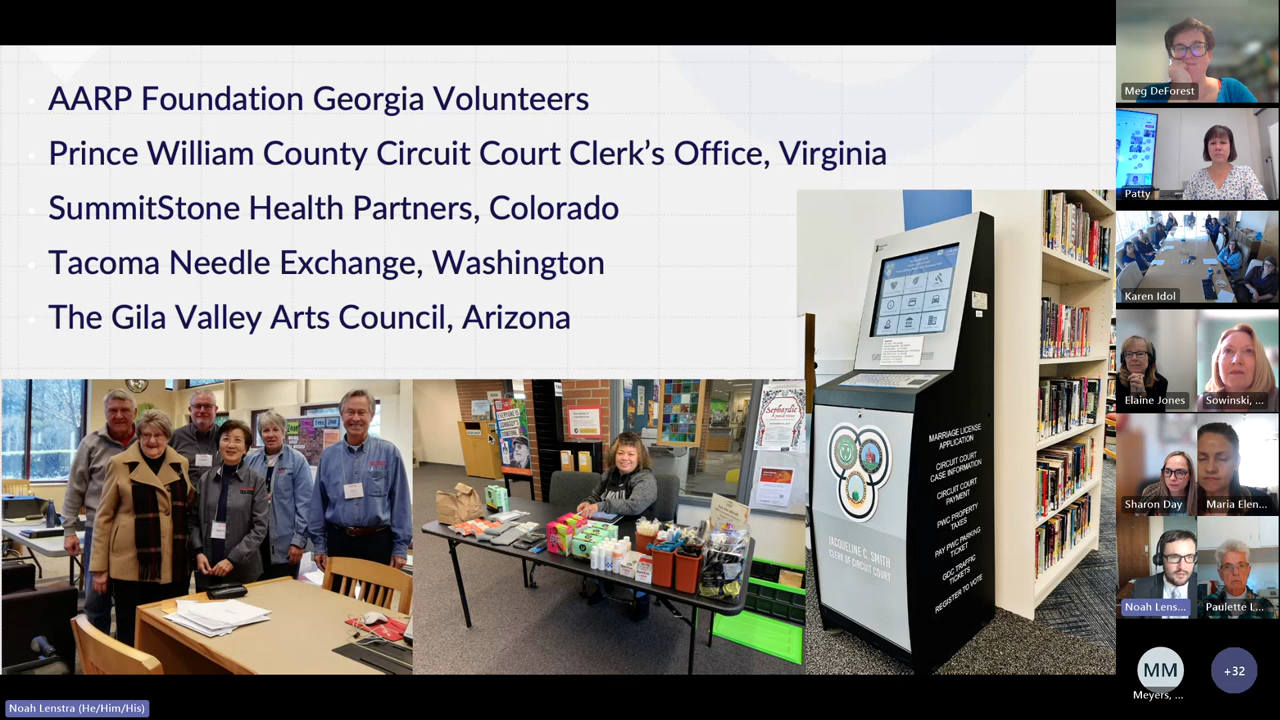 AARP Foundation Georgia Volunteers
Prince William County Circuit Court Clerk's Office, Virginia
SummitStone Health Partners, Colorado
Tacoma Needle Exchange, Washington
The Gila Valley Arts Council, Arizona
Sephardic
MARRIAGE LICENSE
APPLICATION
CIRCUIT COURT
CASE INFORMATION
CIRCUIT COURT
PAYMENT
PWC PROPERTY
TAXES
PAY PWC PARKING
TICKET
GDC TRAFFIC
TICKETS
REGISTER TO VOTE
JACQUELINE C. SMITH
CLERK OF CIRCUIT COURT
Meg DeForest
Patty
Karen Idol
Elaine Jones
Sowinski, ...
Sharon Day
Maria Elen...
Noah Lens...
Paulette L...
MM
Meyers, ...
+32
Noah Lenstra (He/Him/His)